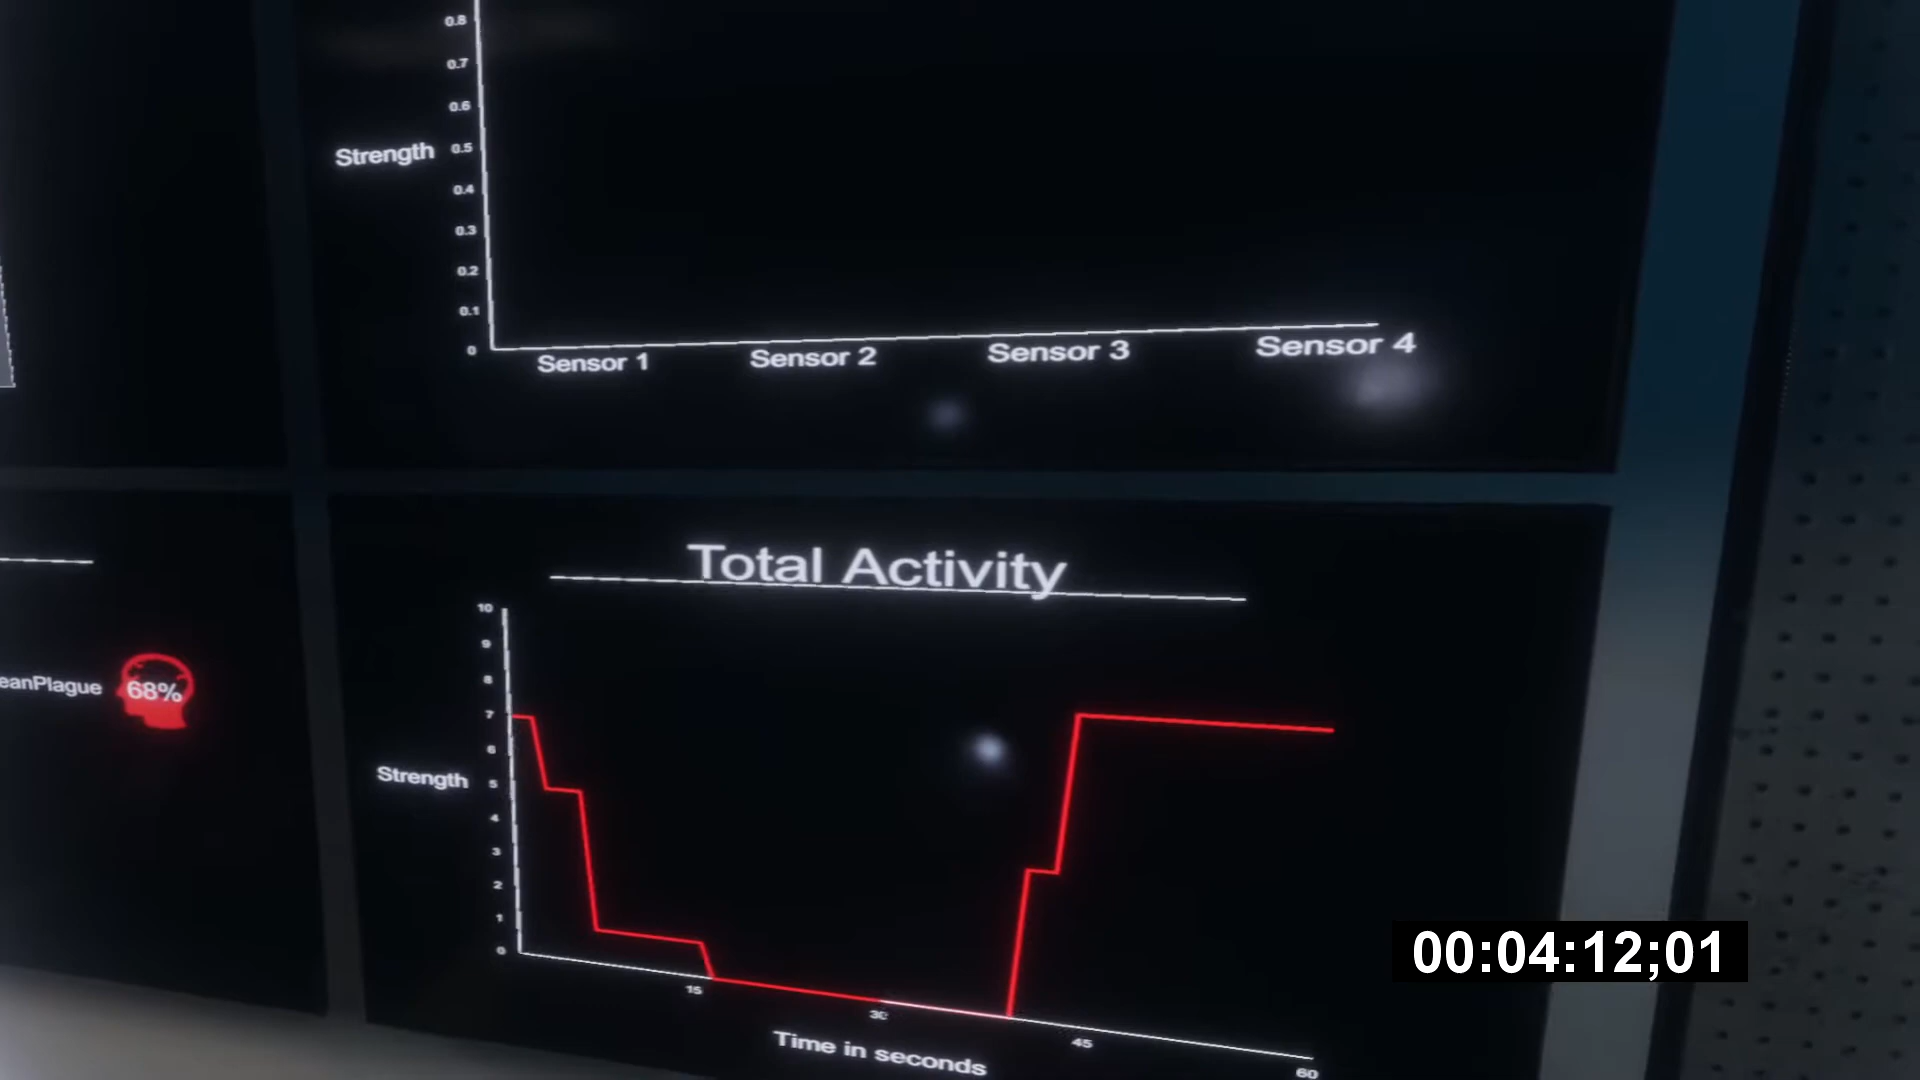 0.8
0.7
0.6
Strength 0.5
0.4
0.3
0.2
0.1
0
Sensor 1 Sensor 2 Sensor 3 Sensor 4
Total Activity
10
9
8
7
6
Strength 5
4
3
2
1
0
15 30 45 60
Time in seconds
eanPlague 68%
00:04:12;01